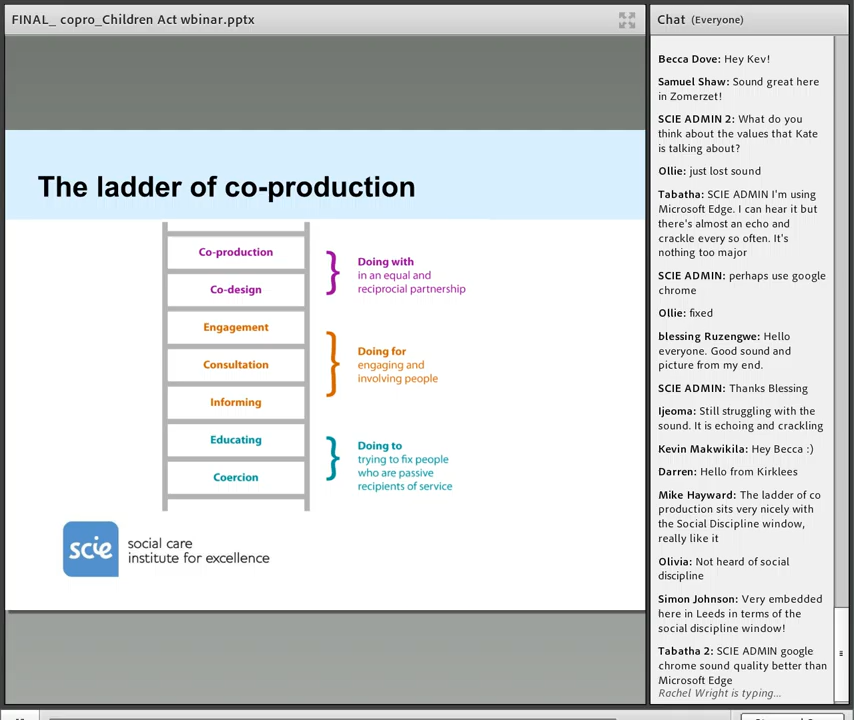 FINAL_ copro_Children Act wbinar.pptx
The ladder of co-production
Co-production
Co-design
Engagement
Consultation
Informing
Educating
Coercion
Doing with
in an equal and
reciprocial partnership
Doing for
engaging and
involving people
Doing to
trying to fix people
who are passive
recipients of service
scie
social care
institute for excellence
Chat (Everyone)
Becca Dove: Hey Kev!
Samuel Shaw: Sound great here
in Zomerzet!
SCIE ADMIN 2: What do you
think about the values that Kate
is talking about?
Ollie: just lost sound
Tabatha: SCIE ADMIN I'm using
Microsoft Edge. I can hear it but
there's almost an echo and
crackle every so often. It's
nothing too major
SCIE ADMIN: perhaps use google
chrome
Ollie: fixed
blessing Ruzengwe: Hello
everyone. Good sound and
picture from my end.
SCIE ADMIN: Thanks Blessing
Ijeoma: Still struggling with the
sound. It is echoing and crackling
Kevin Makwikila: Hey Becca :)
Darren: Hello from Kirklees
Mike Hayward: The ladder of co
production sits very nicely with
the Social Discipline window,
really like it
Olivia: Not heard of social
discipline
Simon Johnson: Very embedded
here in Leeds in terms of the
social discipline window!
Tabatha 2: SCIE ADMIN google
chrome sound quality better than
Microsoft Edge
Rachel Wright is typing...